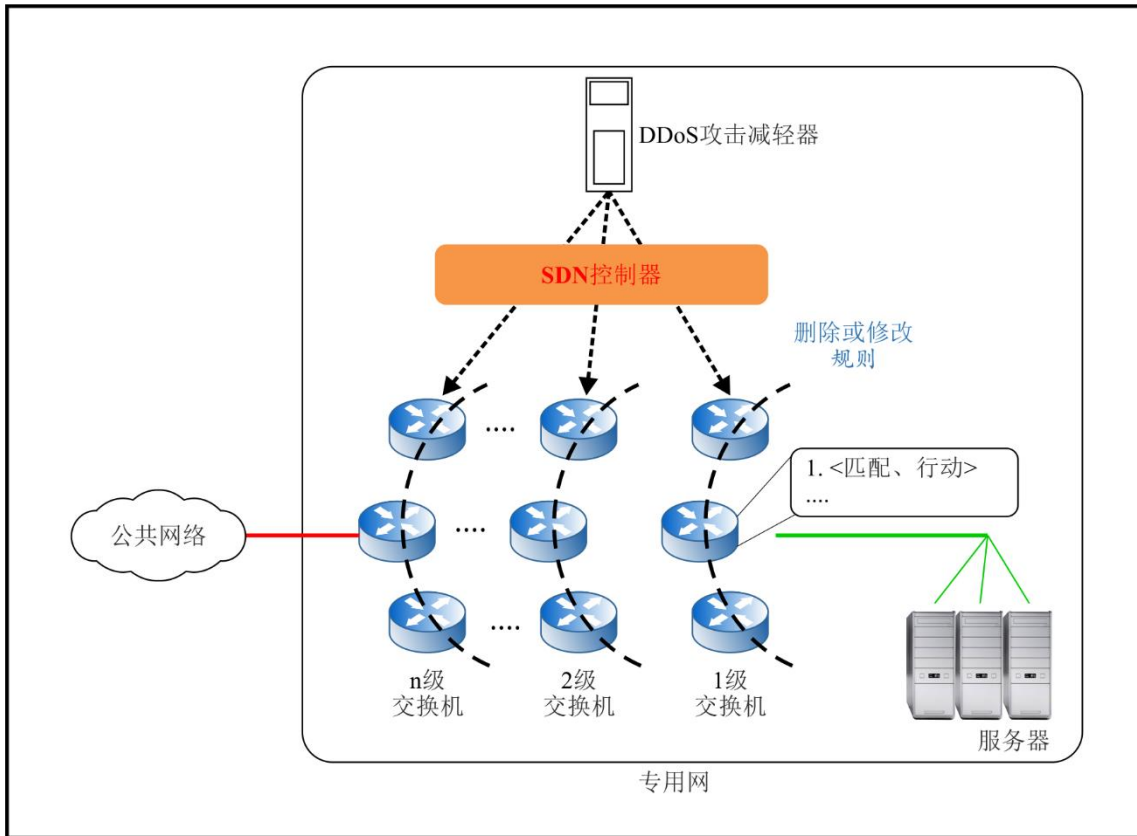 DDoS攻击减轻器
SDN控制器
删除或修改
规则
....
1. <匹配、行动>
....
公共网络
....
....
n级
交换机
2级
交换机
1级
交换机
服务器
专用网